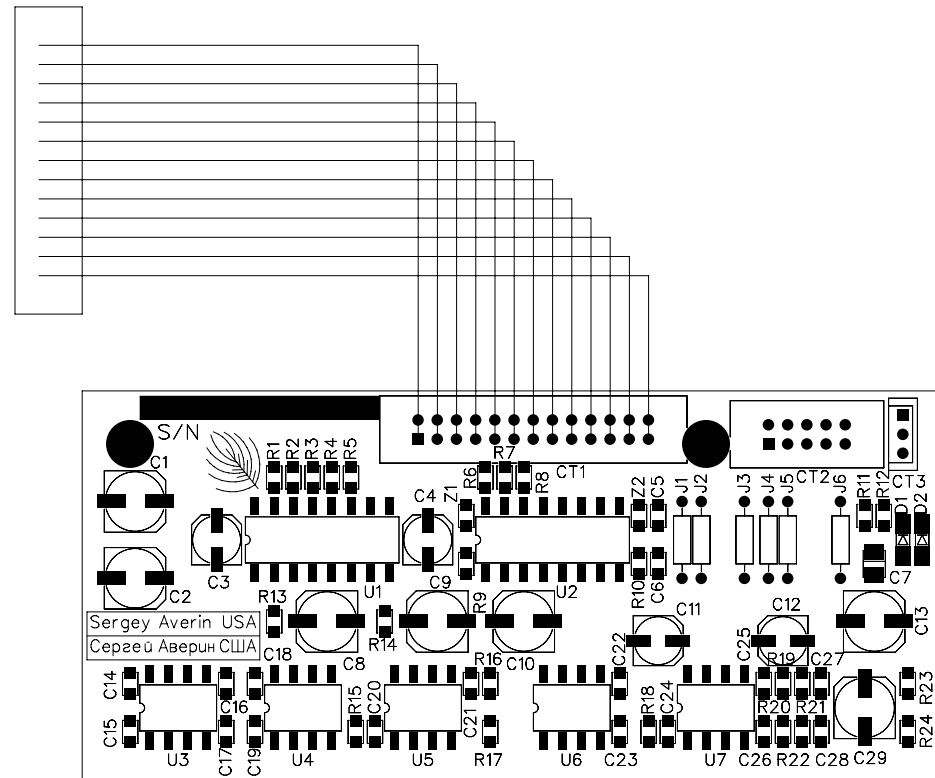 S/N
R1 R2 R3 R4 R5
R7
CT1
CT2
CT3
C1
R6
R8
C4
Z1
Z2
C5
J1
J2
J3
J4
J5
J6
R11
R12
D1
D2
C2
C3
U1
C9
U2
R10
C6
C7
R13
R14
R9
C11
C12
C13
Sergey Averin USA
Сергей Аверин США
C18
C8
R16
C10
C22
C25
R19
C27
C14
C16
R15
C20
C21
R18
C24
R20
R21
R23
C15
U3
C17
C19
U4
U5
R17
U6
C23
U7
C26
R22
C28
C29
R24